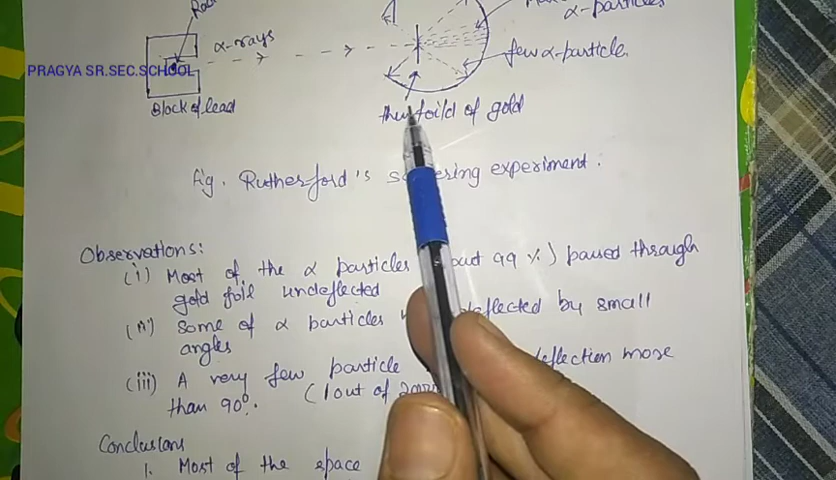 α-particles
α-rays
few α-particle.
PRAGYA SR.SEC.SCHOOL
Block of lead
thin foild of gold
Fig. Rutherford's scattering experiment.
Observations:
(i) Most of the α particles 99 %) passed through
gold foil undeflected
(ii) some of α particles deflected by small
angles
(iii) A very few particle deflection more
than 90°. (1 out of
Conclusions
1. Most of the space